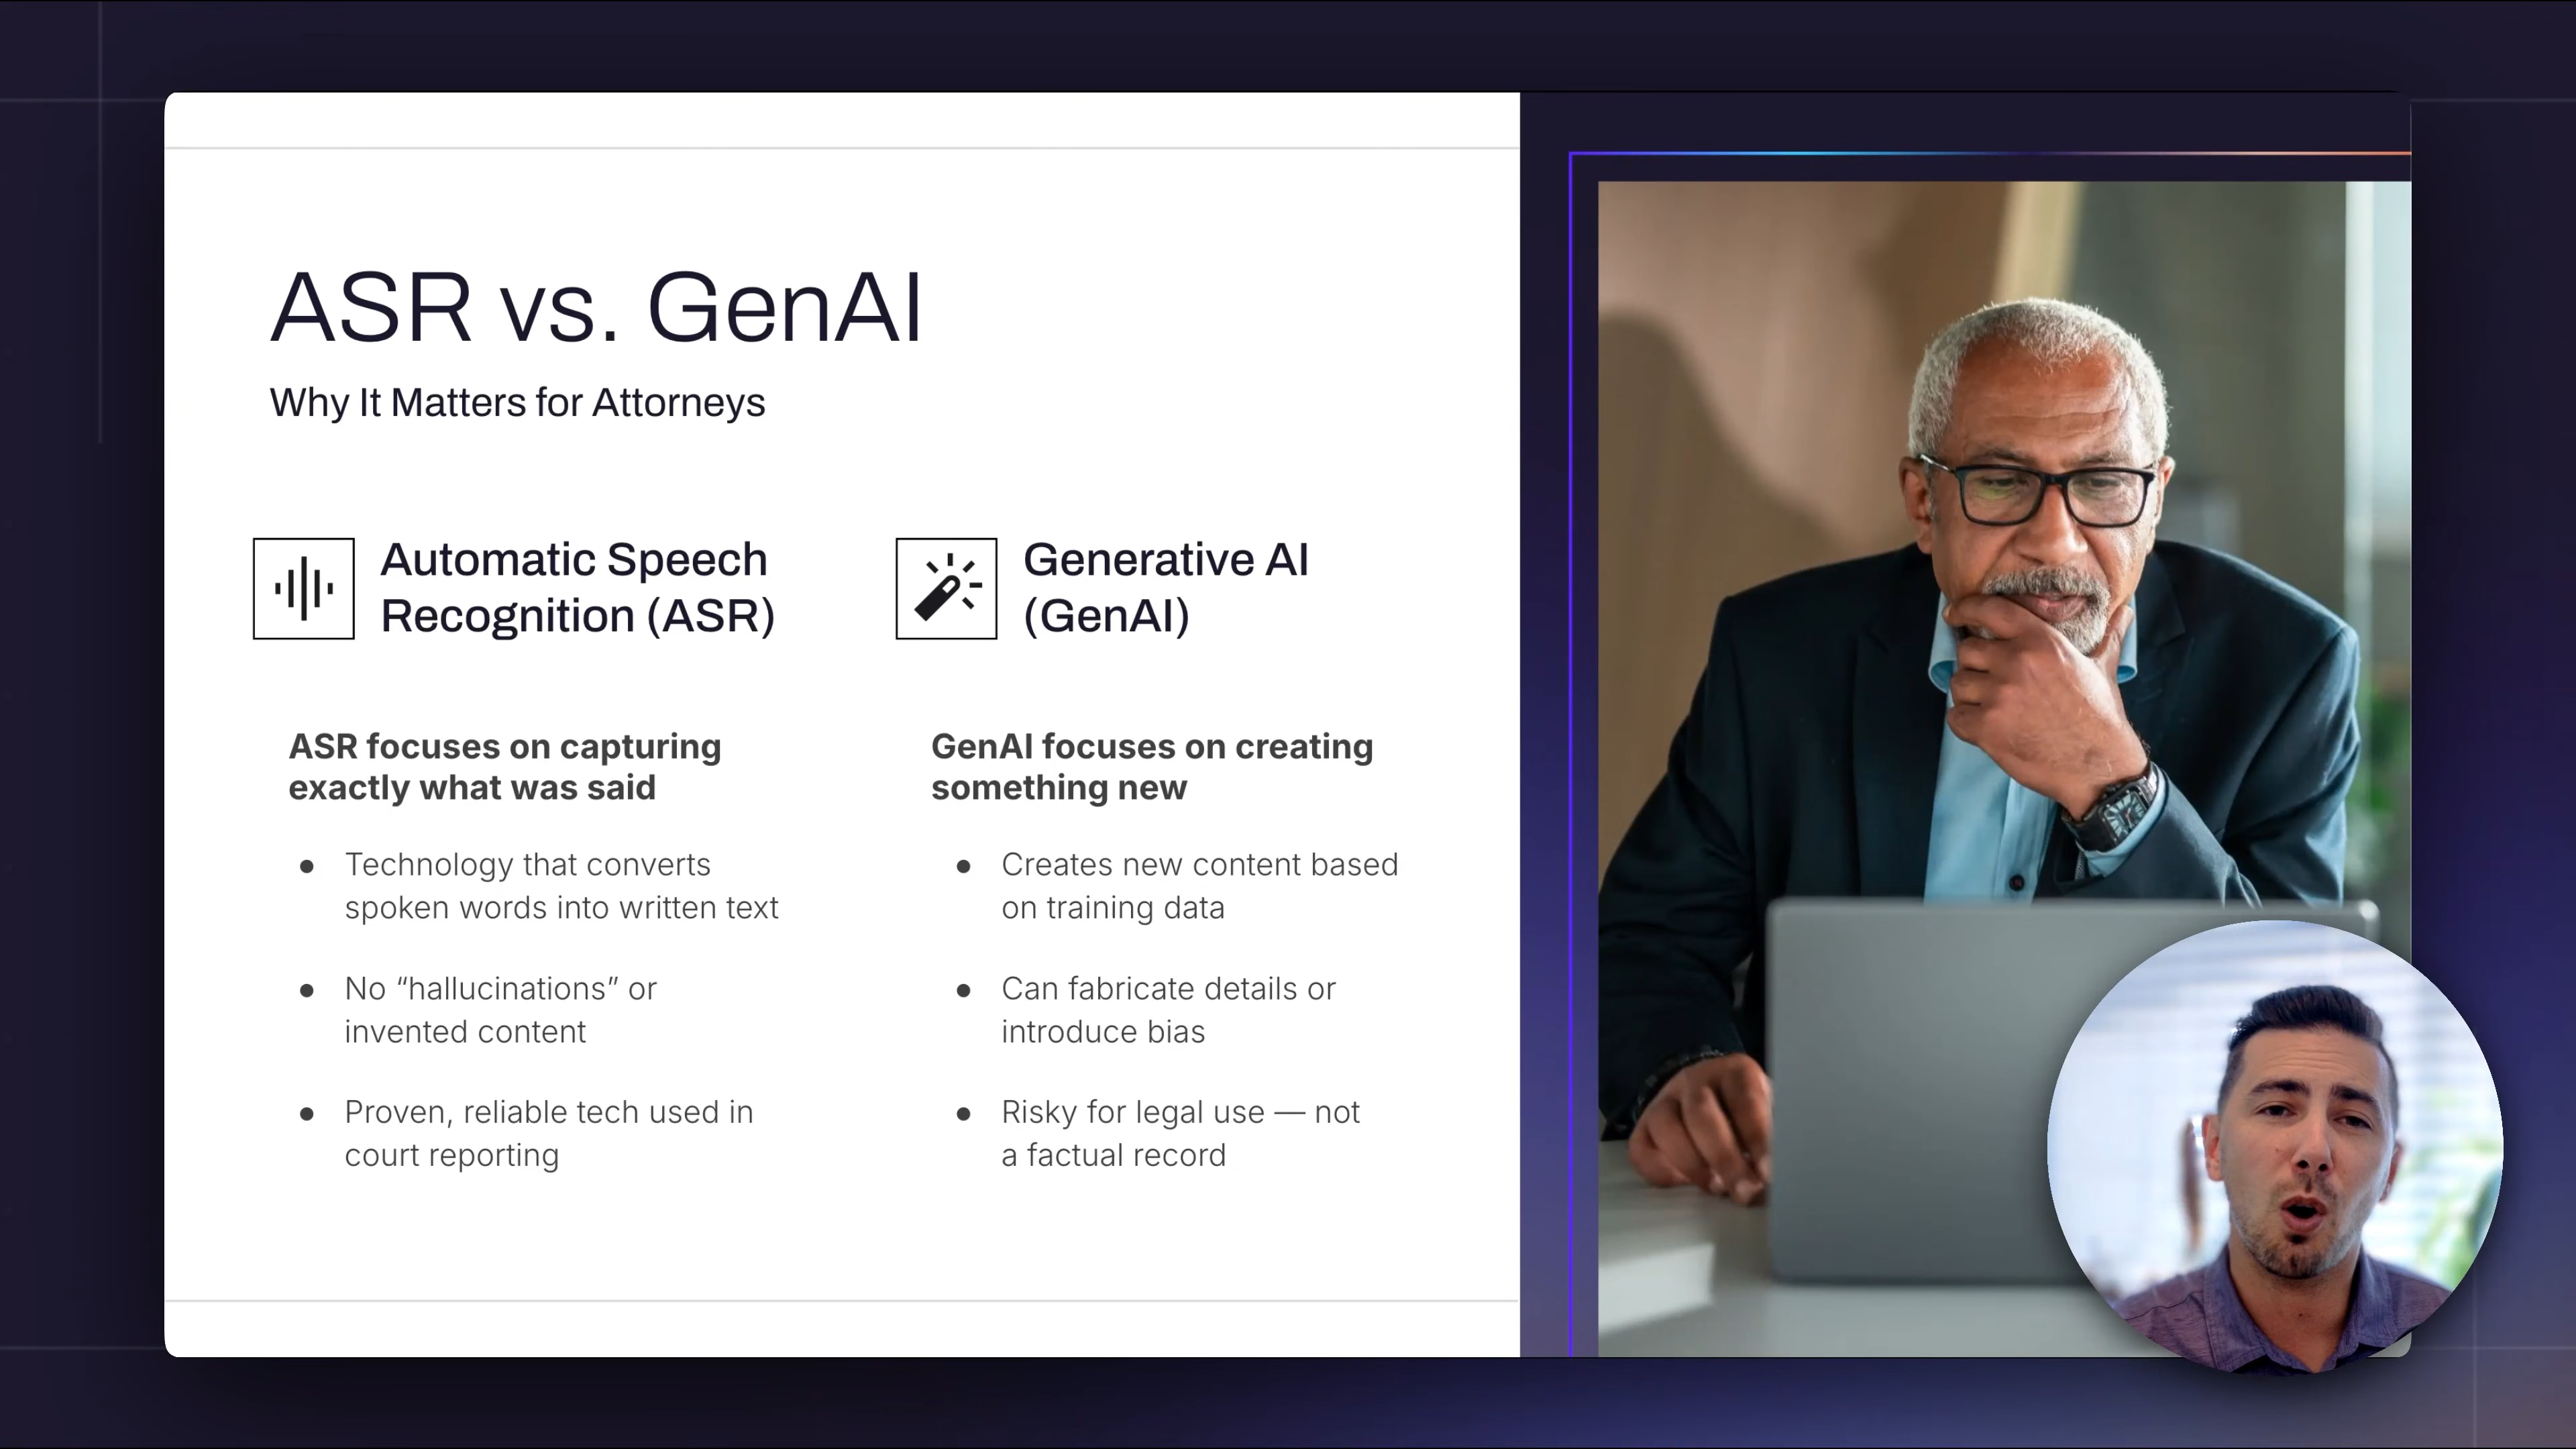 ASR vs. GenAI
Why It Matters for Attorneys
Automatic Speech
Recognition (ASR)
ASR focuses on capturing
exactly what was said
● Technology that converts
spoken words into written text
● No “hallucinations” or
invented content
● Proven, reliable tech used in
court reporting
Generative AI
(GenAI)
GenAI focuses on creating
something new
● Creates new content based
on training data
● Can fabricate details or
introduce bias
● Risky for legal use — not
a factual record